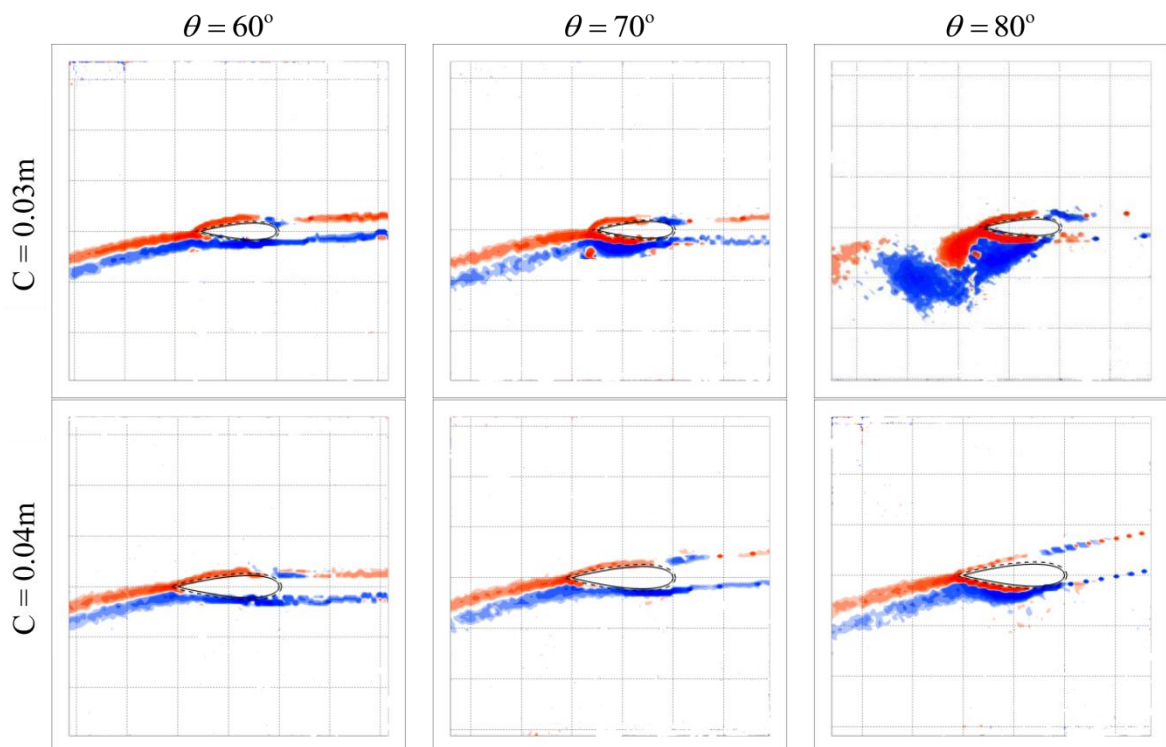 θ = 60° θ = 70° θ = 80°
C = 0.03m
C = 0.04m